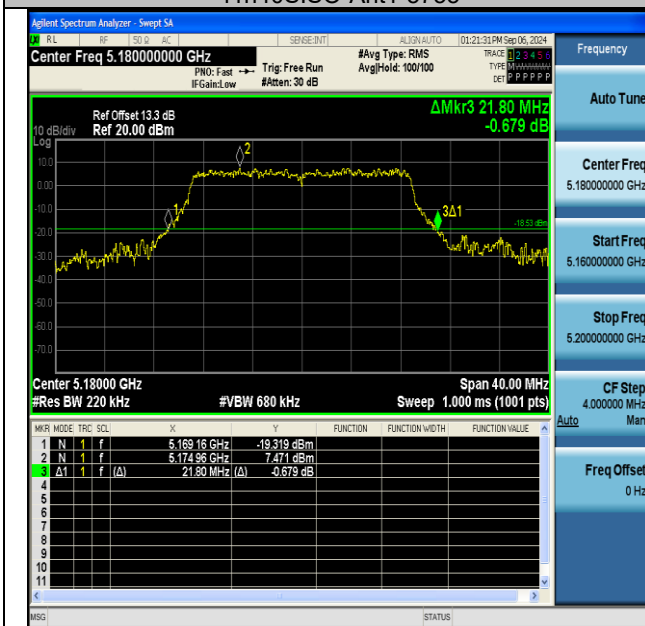 Agilent Spectrum Analyzer - Swept SA
RL RF 50 Ω AC SENSE:INT ALIGN AUTO 01:21:31 PM Sep 06, 2024
Center Freq 5.180000000 GHz
PNO: Fast
IFGain:Low
Trig: Free Run
#Atten: 30 dB
#Avg Type: RMS
Avg|Hold: 100/100
TRACE 1 2 3 4 5 6
TYPE
DET P P P P P P
Ref Offset 13.3 dB
Ref 20.00 dBm
ΔMkr3 21.80 MHz
-0.679 dB
10 dB/div
Log
10.0
0.00
-10.0
-20.0
-30.0
-40.0
-50.0
-60.0
-70.0
2
1
3Δ1
-18.53 dBm
Center 5.18000 GHz
Span 40.00 MHz
#Res BW 220 kHz
#VBW 680 kHz
Sweep 1.000 ms (1001 pts)
MKR MODE TRC SCL X Y FUNCTION FUNCTION WIDTH FUNCTION VALUE
1 N 1 f 5.169 16 GHz -19.319 dBm
2 N 1 f 5.174 96 GHz 7.471 dBm
3 Δ1 1 f (Δ) 21.80 MHz (Δ) -0.679 dB
4
5
6
7
8
9
10
11
MSG
STATUS
Frequency
Auto Tune
Center Freq
5.180000000 GHz
Start Freq
5.160000000 GHz
Stop Freq
5.200000000 GHz
CF Step
4.000000 MHz
Auto Man
Freq Offset
0 Hz